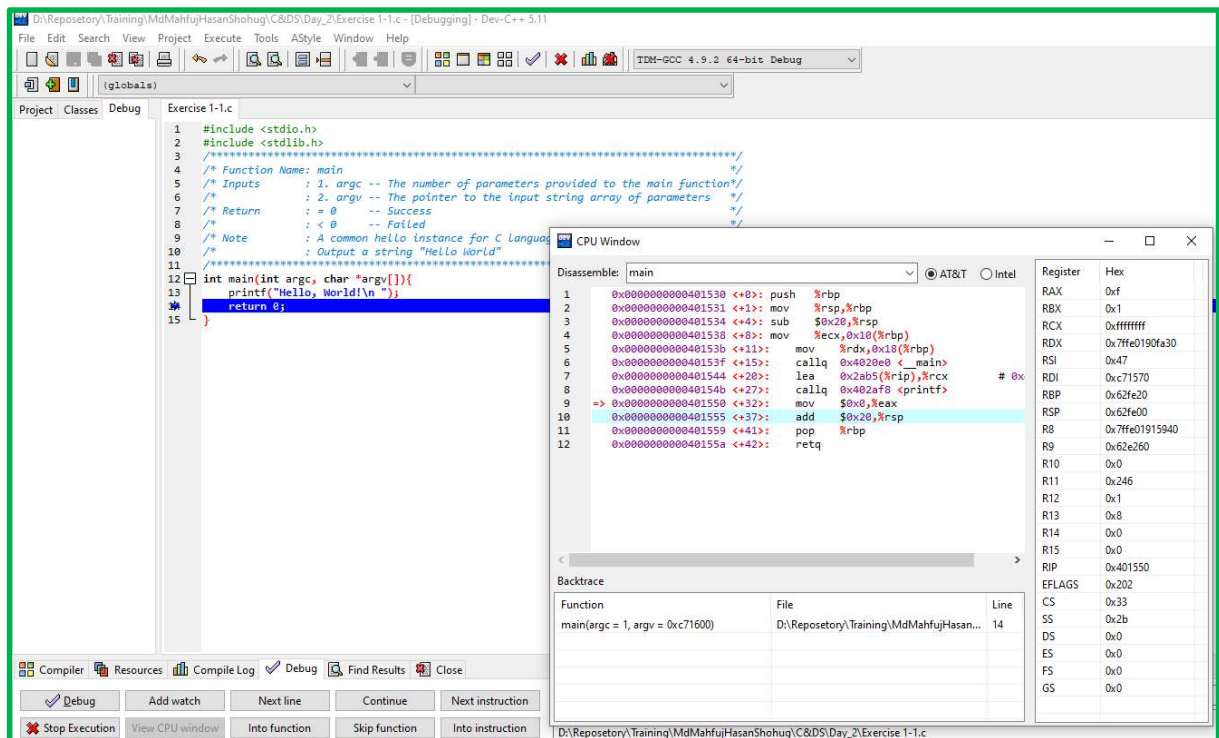 D:\Reposetory\Training\MdMahfujHasanShohug\C&DS\Day_2\Exercise 1-1.c - [Debugging] - Dev-C++ 5.11
File Edit Search View Project Execute Tools AStyle Window Help
TDM-GCC 4.9.2 64-bit Debug
(globals)
Project Classes Debug
Exercise 1-1.c
1 #include <stdio.h>
2 #include <stdlib.h>
3 /*******************************************************************************/
4 /* Function Name: main */
5 /* Inputs : 1. argc -- The number of parameters provided to the main function*/
6 /* : 2. argv -- The pointer to the input string array of parameters */
7 /* Return : = 0 -- Success */
8 /* : < 0 -- Failed */
9 /* Note : A common hello instance for C languag
10 /* : Output a string "Hello World"
11 /*****************************************************
12 int main(int argc, char *argv[]){
13 printf("Hello, World!\n ");
return 0;
15 }
CPU Window
Disassemble: main AT&T Intel
1 0x0000000000401530 <+0>: push %rbp
2 0x0000000000401531 <+1>: mov %rsp,%rbp
3 0x0000000000401534 <+4>: sub $0x20,%rsp
4 0x0000000000401538 <+8>: mov %ecx,0x10(%rbp)
5 0x000000000040153b <+11>: mov %rdx,0x18(%rbp)
6 0x000000000040153f <+15>: callq 0x4020e0 <__main>
7 0x0000000000401544 <+20>: lea 0x2ab5(%rip),%rcx # 0x
8 0x000000000040154b <+27>: callq 0x402af8 <printf>
9 => 0x0000000000401550 <+32>: mov $0x0,%eax
10 0x0000000000401555 <+37>: add $0x20,%rsp
11 0x0000000000401559 <+41>: pop %rbp
12 0x000000000040155a <+42>: retq
Register Hex
RAX 0xf
RBX 0x1
RCX 0xffffffff
RDX 0x7ffe0190fa30
RSI 0x47
RDI 0xc71570
RBP 0x62fe20
RSP 0x62fe00
R8 0x7ffe01915940
R9 0x62e260
R10 0x0
R11 0x246
R12 0x1
R13 0x8
R14 0x0
R15 0x0
RIP 0x401550
EFLAGS 0x202
CS 0x33
SS 0x2b
DS 0x0
ES 0x0
FS 0x0
GS 0x0
Backtrace
Function File Line
main(argc = 1, argv = 0xc71600) D:\Reposetory\Training\MdMahfujHasan... 14
Compiler Resources Compile Log Debug Find Results Close
Debug Add watch Next line Continue Next instruction
Stop Execution View CPU window Into function Skip function Into instruction
D:\Reposetory\Training\MdMahfujHasanShohug\C&DS\Day_2\Exercise 1-1.c